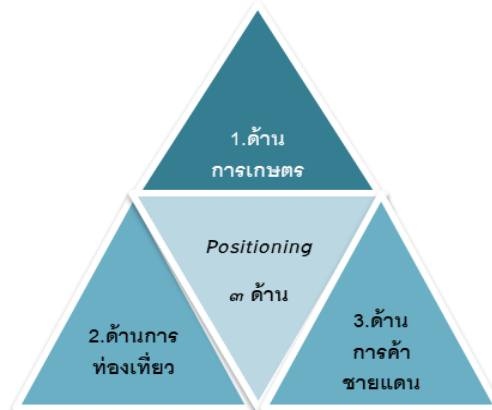 1.ด้าน
การเกษตร
Positioning
๓ ด้าน
2.ด้านการ
ท่องเที่ยว
3.ด้าน
การค้า
ชายแดน